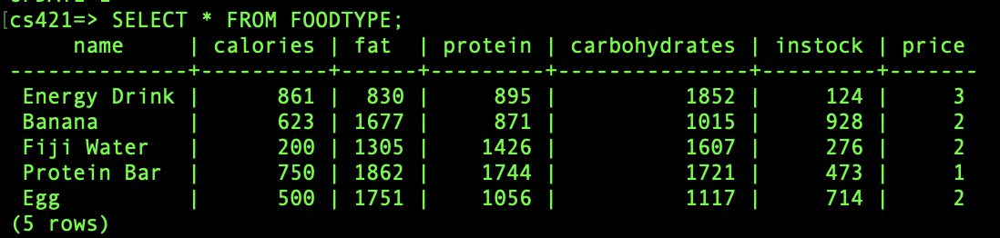 UPDATE 1
[cs421=> SELECT * FROM FOODTYPE;
     name     | calories | fat  | protein | carbohydrates | instock | price
--------------+----------+------+---------+---------------+---------+-------
 Energy Drink |      861 |  830 |     895 |          1852 |     124 |     3
 Banana       |      623 | 1677 |     871 |          1015 |     928 |     2
 Fiji Water   |      200 | 1305 |    1426 |          1607 |     276 |     2
 Protein Bar  |      750 | 1862 |    1744 |          1721 |     473 |     1
 Egg          |      500 | 1751 |    1056 |          1117 |     714 |     2
(5 rows)